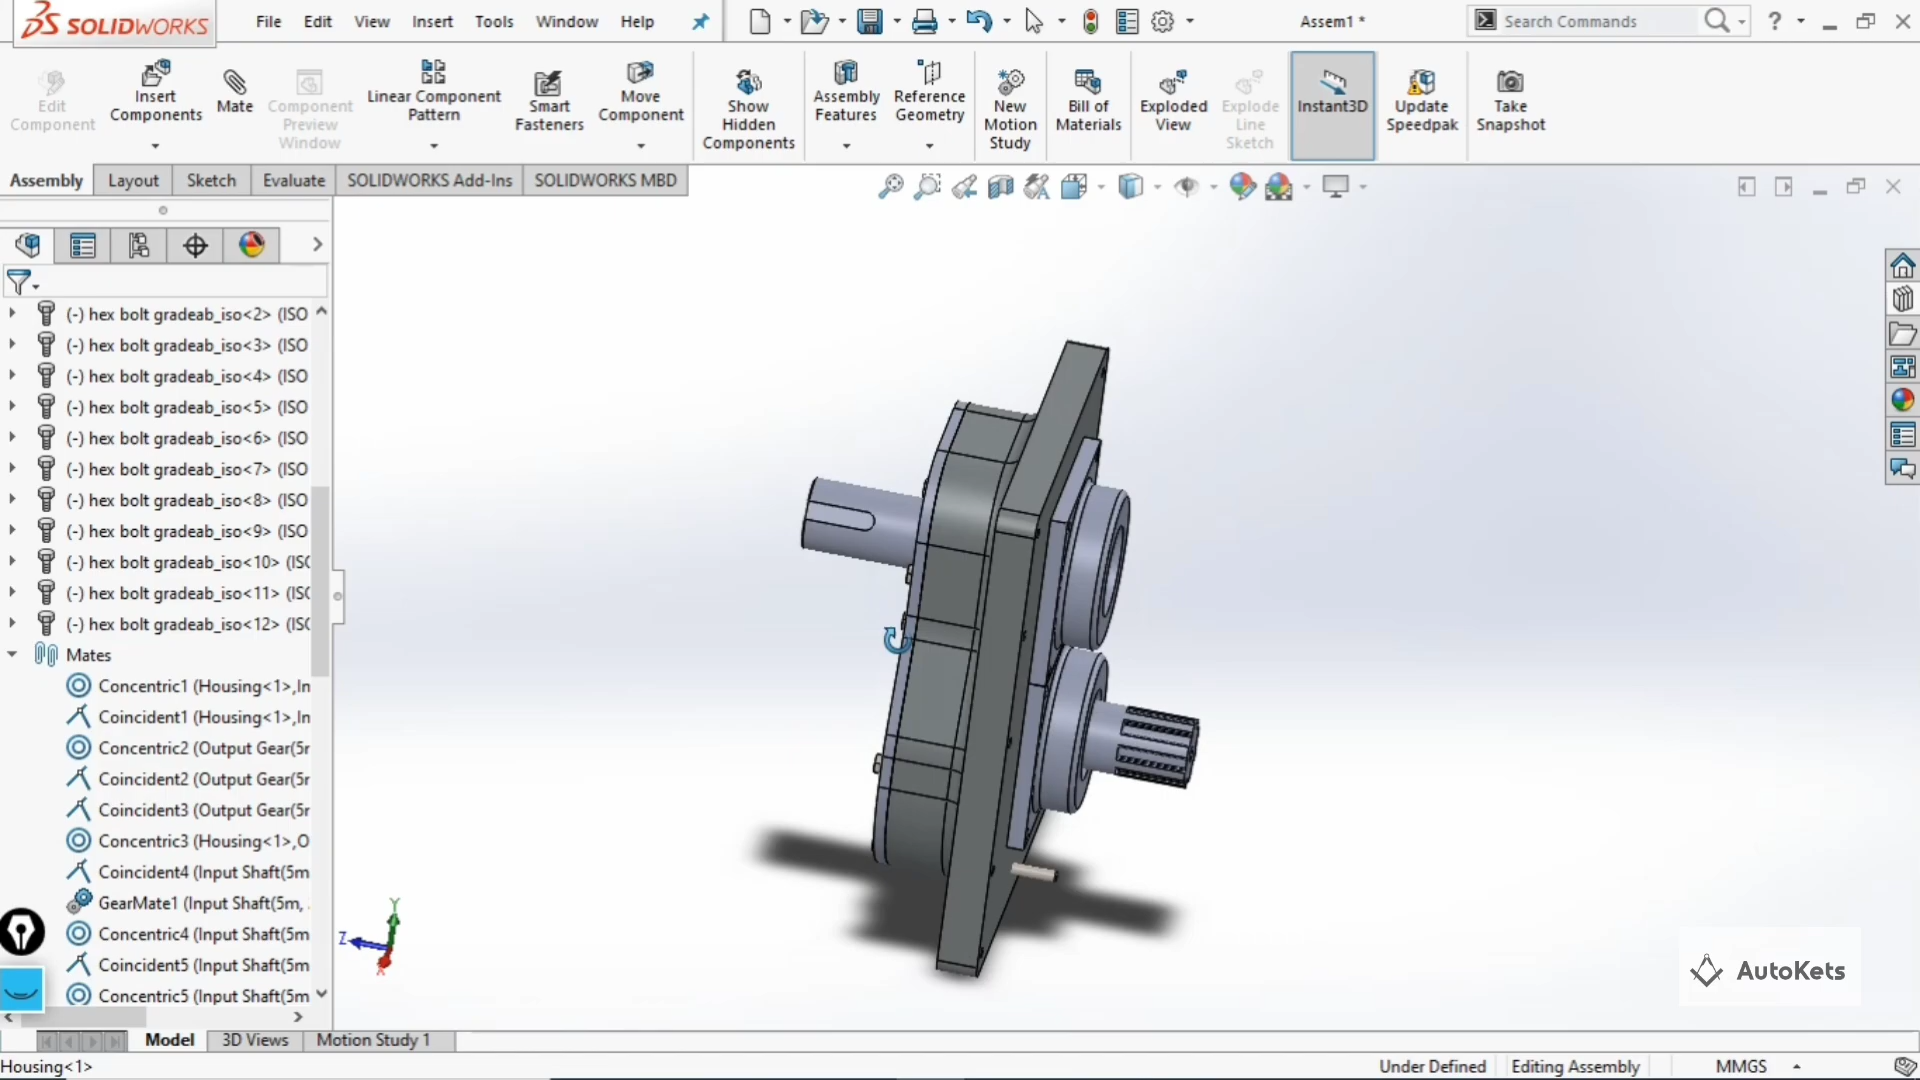 SOLIDWORKS
File Edit View Insert Tools Window Help
Assem1 *
Search Commands
?
Edit Component
Insert Components
Mate
Component Preview Window
Linear Component Pattern
Smart Fasteners
Move Component
Show Hidden Components
Assembly Features
Reference Geometry
New Motion Study
Bill of Materials
Exploded View
Explode Line Sketch
Instant3D
Update Speedpak
Take Snapshot
Assembly Layout Sketch Evaluate SOLIDWORKS Add-Ins SOLIDWORKS MBD
(-) hex bolt gradeab_iso<2> (ISO
(-) hex bolt gradeab_iso<3> (ISO
(-) hex bolt gradeab_iso<4> (ISO
(-) hex bolt gradeab_iso<5> (ISO
(-) hex bolt gradeab_iso<6> (ISO
(-) hex bolt gradeab_iso<7> (ISO
(-) hex bolt gradeab_iso<8> (ISO
(-) hex bolt gradeab_iso<9> (ISO
(-) hex bolt gradeab_iso<10> (ISO
(-) hex bolt gradeab_iso<11> (ISO
(-) hex bolt gradeab_iso<12> (ISO
Mates
Concentric1 (Housing<1>,In
Coincident1 (Housing<1>,In
Concentric2 (Output Gear(5m
Coincident2 (Output Gear(5m
Coincident3 (Output Gear(5m
Concentric3 (Housing<1>,O
Coincident4 (Input Shaft(5m
GearMate1 (Input Shaft(5m,
Concentric4 (Input Shaft(5m
Coincident5 (Input Shaft(5m
Concentric5 (Input Shaft(5m
Y
Z
X
AutoKets
Model 3D Views Motion Study 1
Housing<1>
Under Defined Editing Assembly MMGS